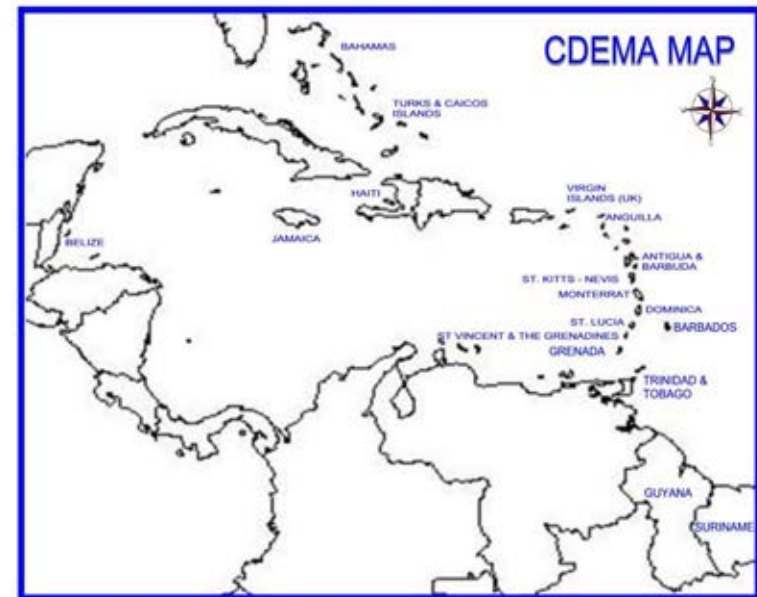 CDEMA MAP
BAHAMAS
TURKS & CAICOS
ISLANDS
HAITI
JAMAICA
BELIZE
VIRGIN
ISLANDS (UK)
ANGUILLA
ANTIGUA &
BARBUDA
ST. KITTS - NEVIS
MONTERRAT
DOMINICA
ST. LUCIA
BARBADOS
ST VINCENT & THE GRENADINES
GRENADA
TRINIDAD &
TOBAGO
GUYANA
SURINAME